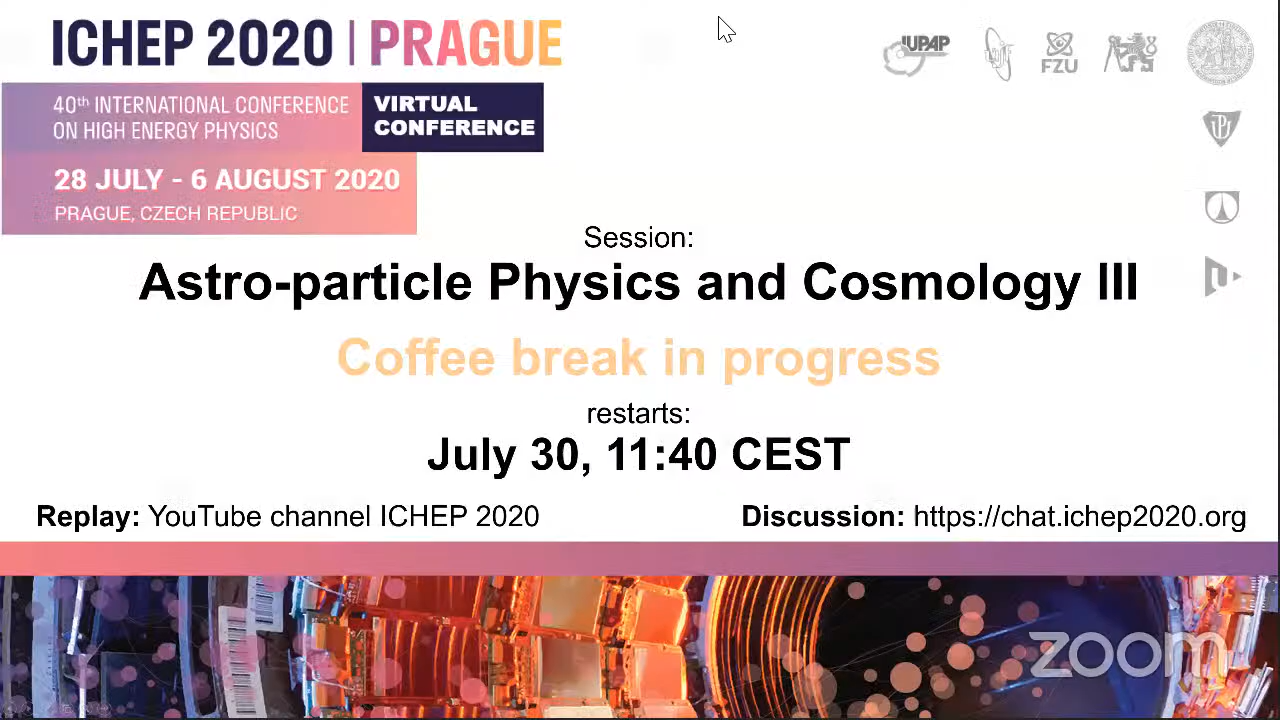 ICHEP 2020 | PRAGUE
IUPAP
FZU
40th INTERNATIONAL CONFERENCE
ON HIGH ENERGY PHYSICS
VIRTUAL
CONFERENCE
28 JULY - 6 AUGUST 2020
PRAGUE, CZECH REPUBLIC
Session:
Astro-particle Physics and Cosmology III
Coffee break in progress
restarts:
July 30, 11:40 CEST
Replay: YouTube channel ICHEP 2020
Discussion: https://chat.ichep2020.org
zoom